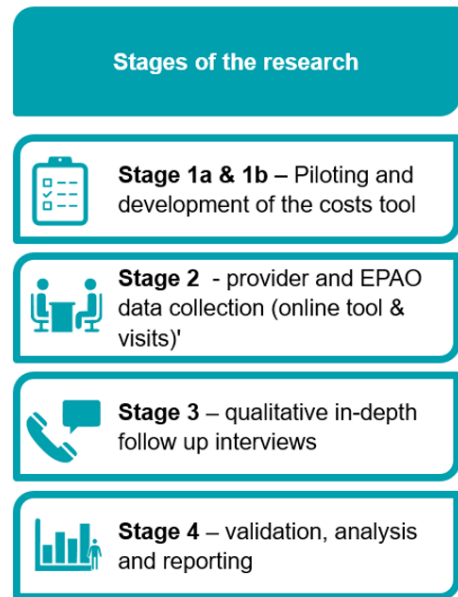 Stages of the research
Stage 1a & 1b – Piloting and
development of the costs tool
Stage 2 - provider and EPAO
data collection (online tool &
visits)'
Stage 3 – qualitative in-depth
follow up interviews
Stage 4 – validation, analysis
and reporting